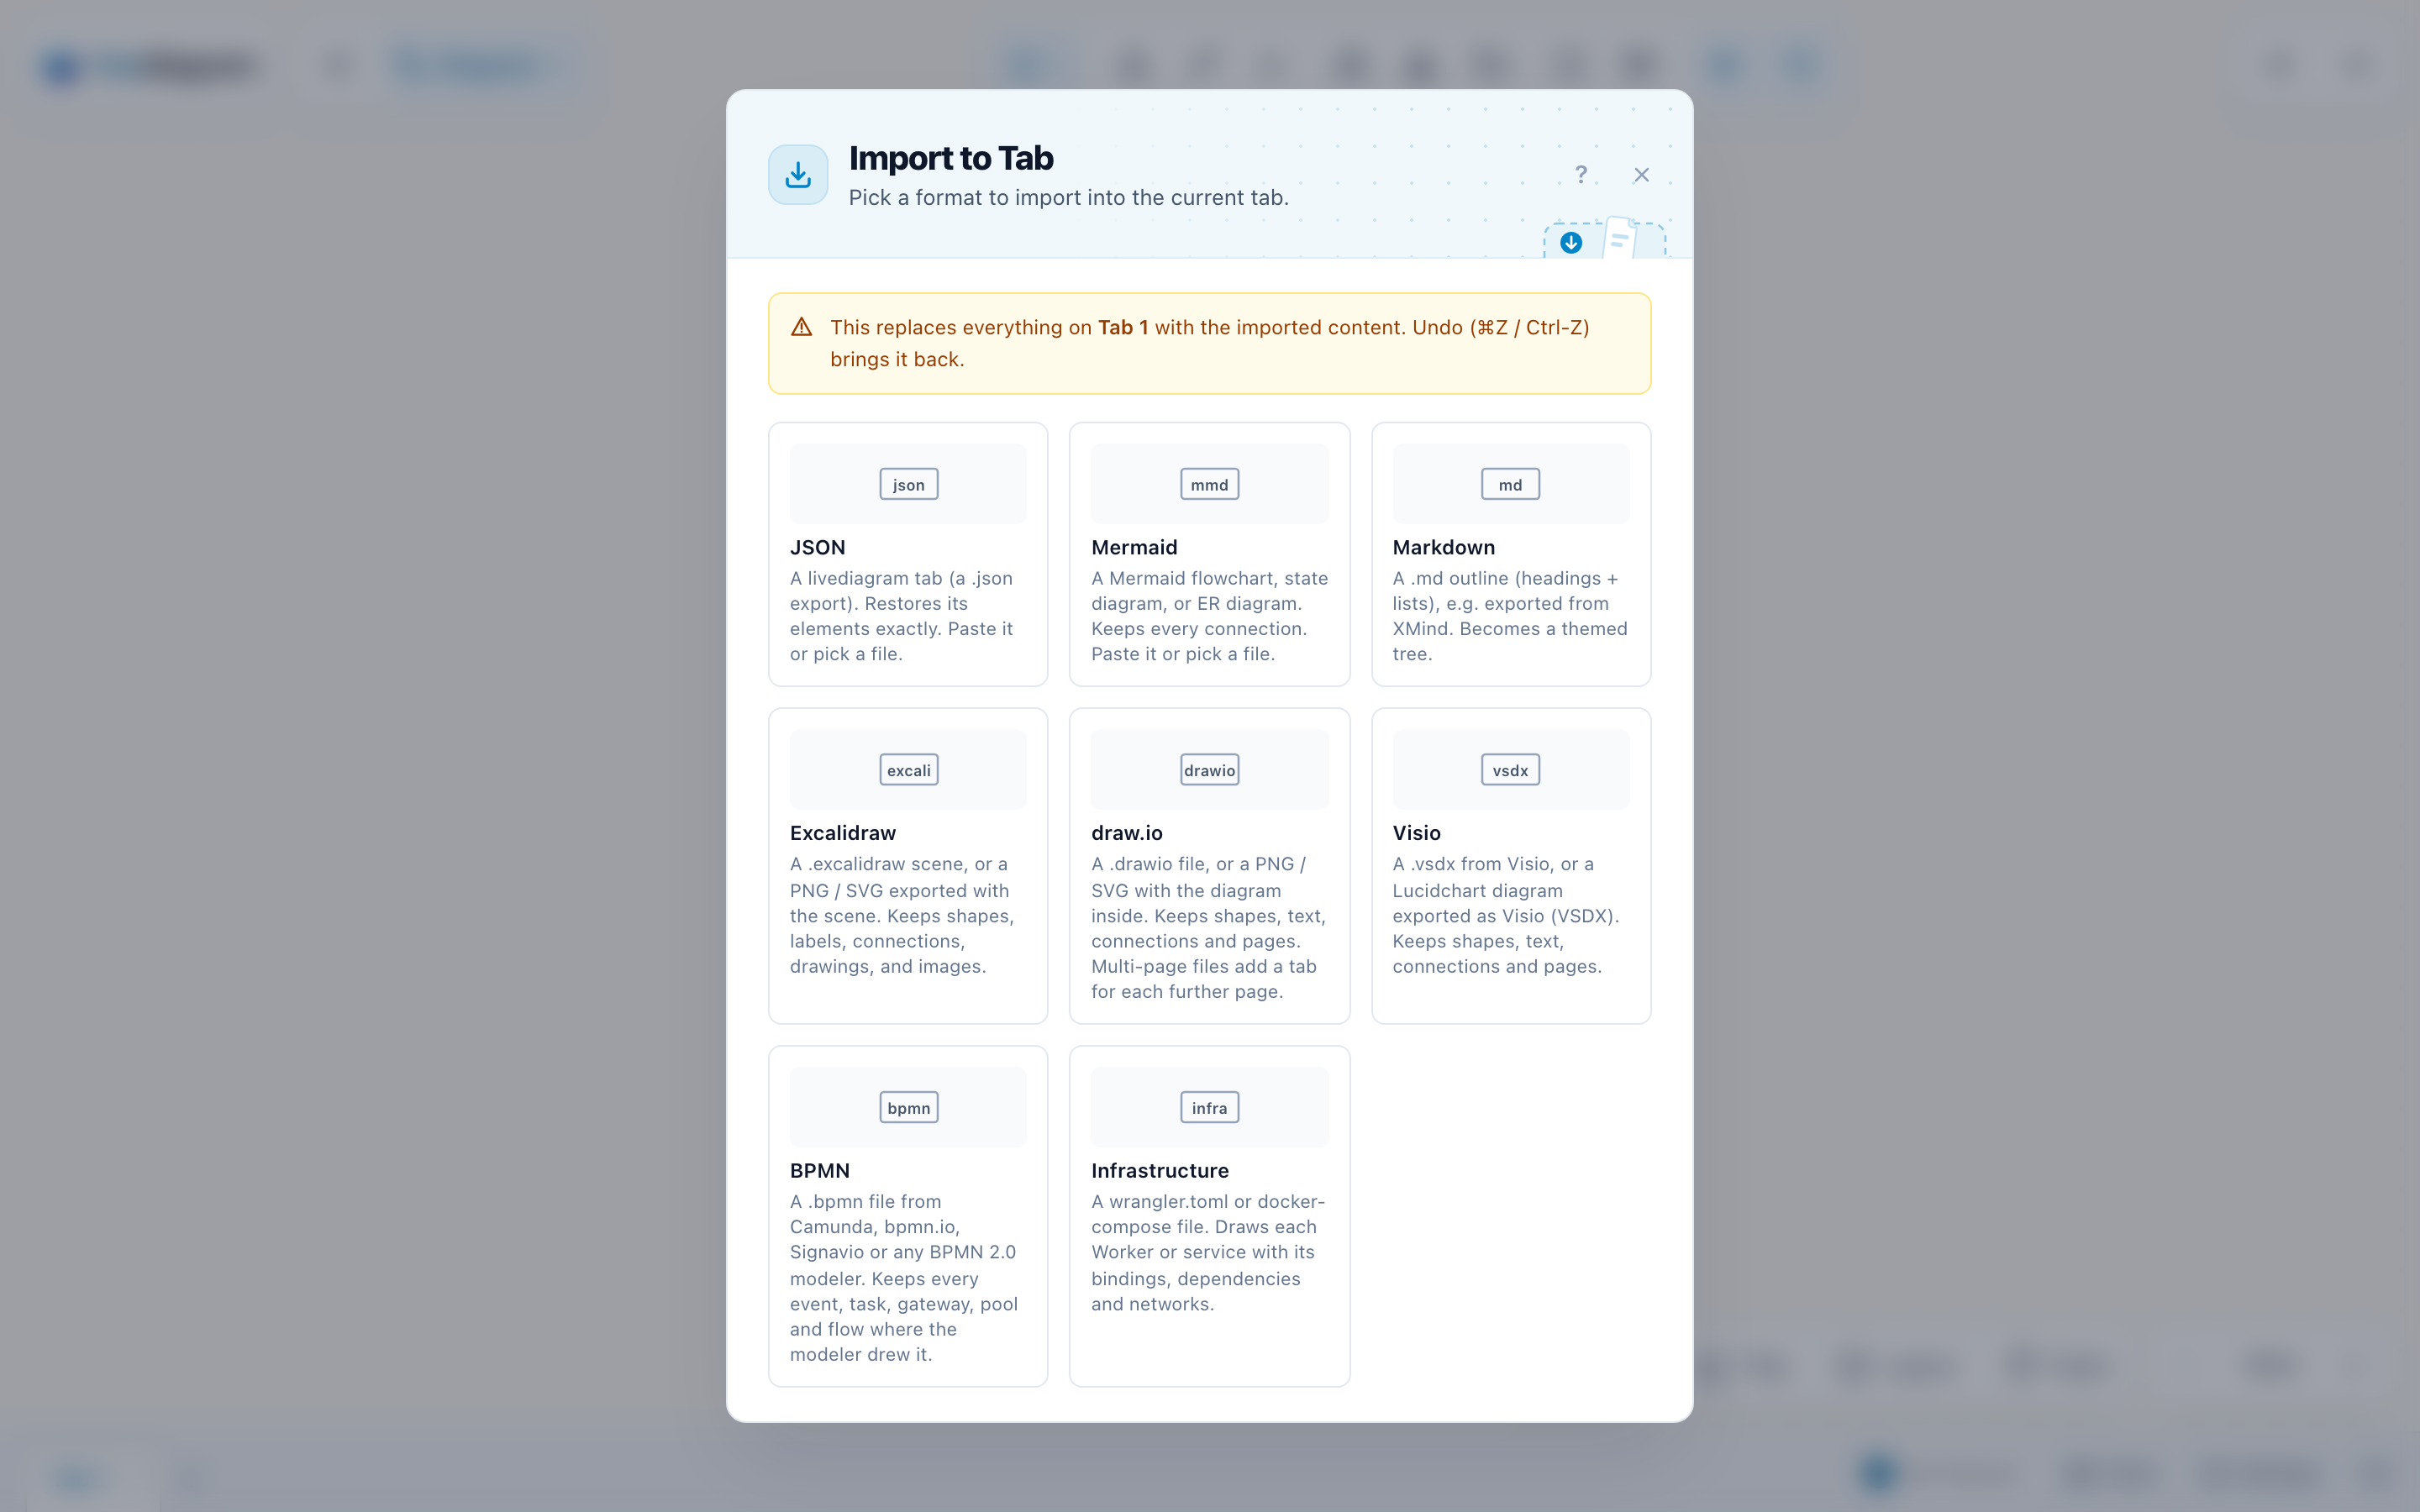 Import to Tab
Pick a format to import into the current tab.
?
This replaces everything on Tab 1 with the imported content. Undo (⌘Z / Ctrl-Z)
brings it back.
json
JSON
A livediagram tab (a .json
export). Restores its
elements exactly. Paste it
or pick a file.
mmd
Mermaid
A Mermaid flowchart, state
diagram, or ER diagram.
Keeps every connection.
Paste it or pick a file.
md
Markdown
A .md outline (headings +
lists), e.g. exported from
XMind. Becomes a themed
tree.
excali
Excalidraw
A .excalidraw scene, or a
PNG / SVG exported with
the scene. Keeps shapes,
labels, connections,
drawings, and images.
drawio
draw.io
A .drawio file, or a PNG /
SVG with the diagram
inside. Keeps shapes, text,
connections and pages.
Multi-page files add a tab
for each further page.
vsdx
Visio
A .vsdx from Visio, or a
Lucidchart diagram
exported as Visio (VSDX).
Keeps shapes, text,
connections and pages.
bpmn
BPMN
A .bpmn file from
Camunda, bpmn.io,
Signavio or any BPMN 2.0
modeler. Keeps every
event, task, gateway, pool
and flow where the
modeler drew it.
infra
Infrastructure
A wrangler.toml or docker-
compose file. Draws each
Worker or service with its
bindings, dependencies
and networks.